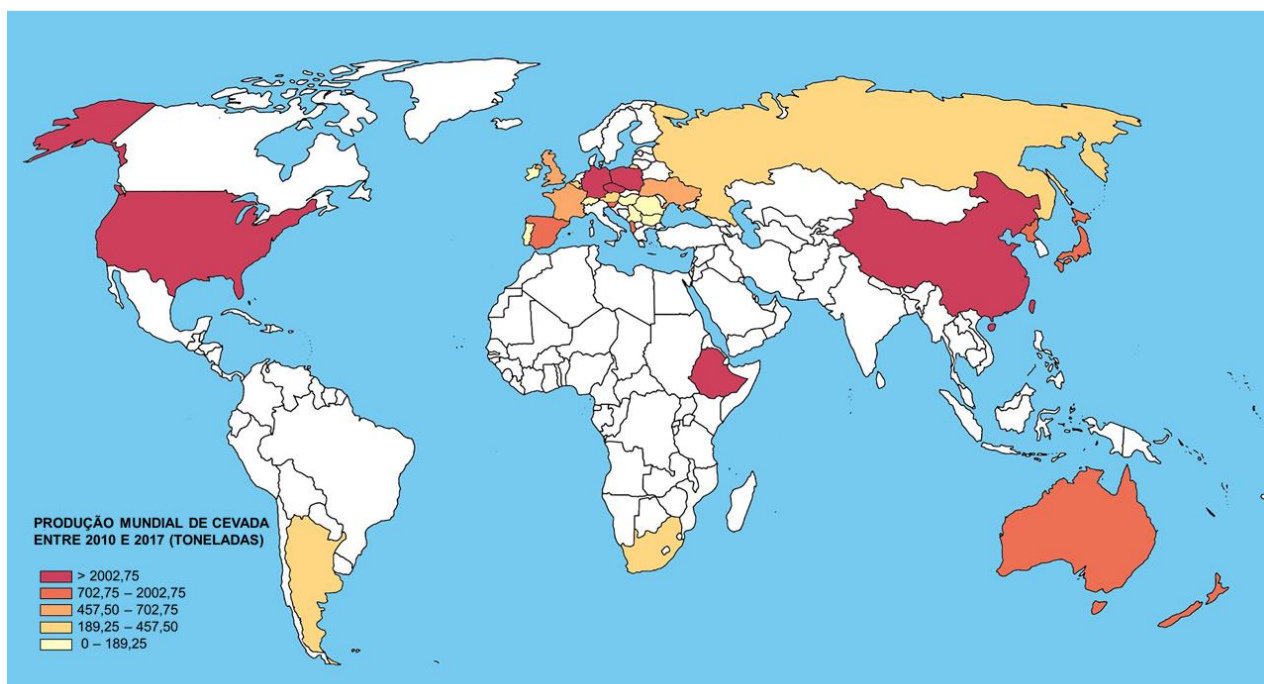 PRODUÇÃO MUNDIAL DE CEVADA
ENTRE 2010 E 2017 (TONELADAS)
> 2002,75
702,75 – 2002,75
457,50 – 702,75
189,25 – 457,50
0 – 189,25